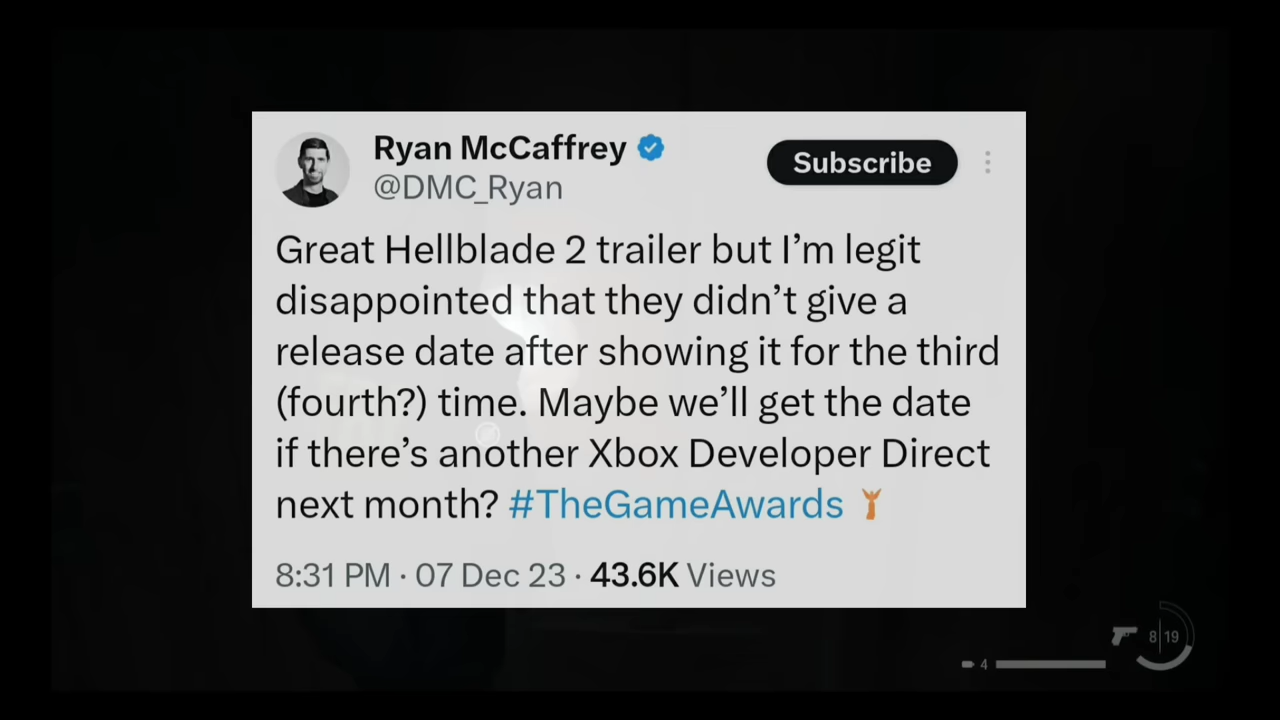 Ryan McCaffrey
Subscribe
@DMC_Ryan
Great Hellblade 2 trailer but I’m legit
disappointed that they didn’t give a
release date after showing it for the third
(fourth?) time. Maybe we’ll get the date
if there’s another Xbox Developer Direct
next month? #TheGameAwards
8:31 PM · 07 Dec 23 · 43.6K Views
8 19
4